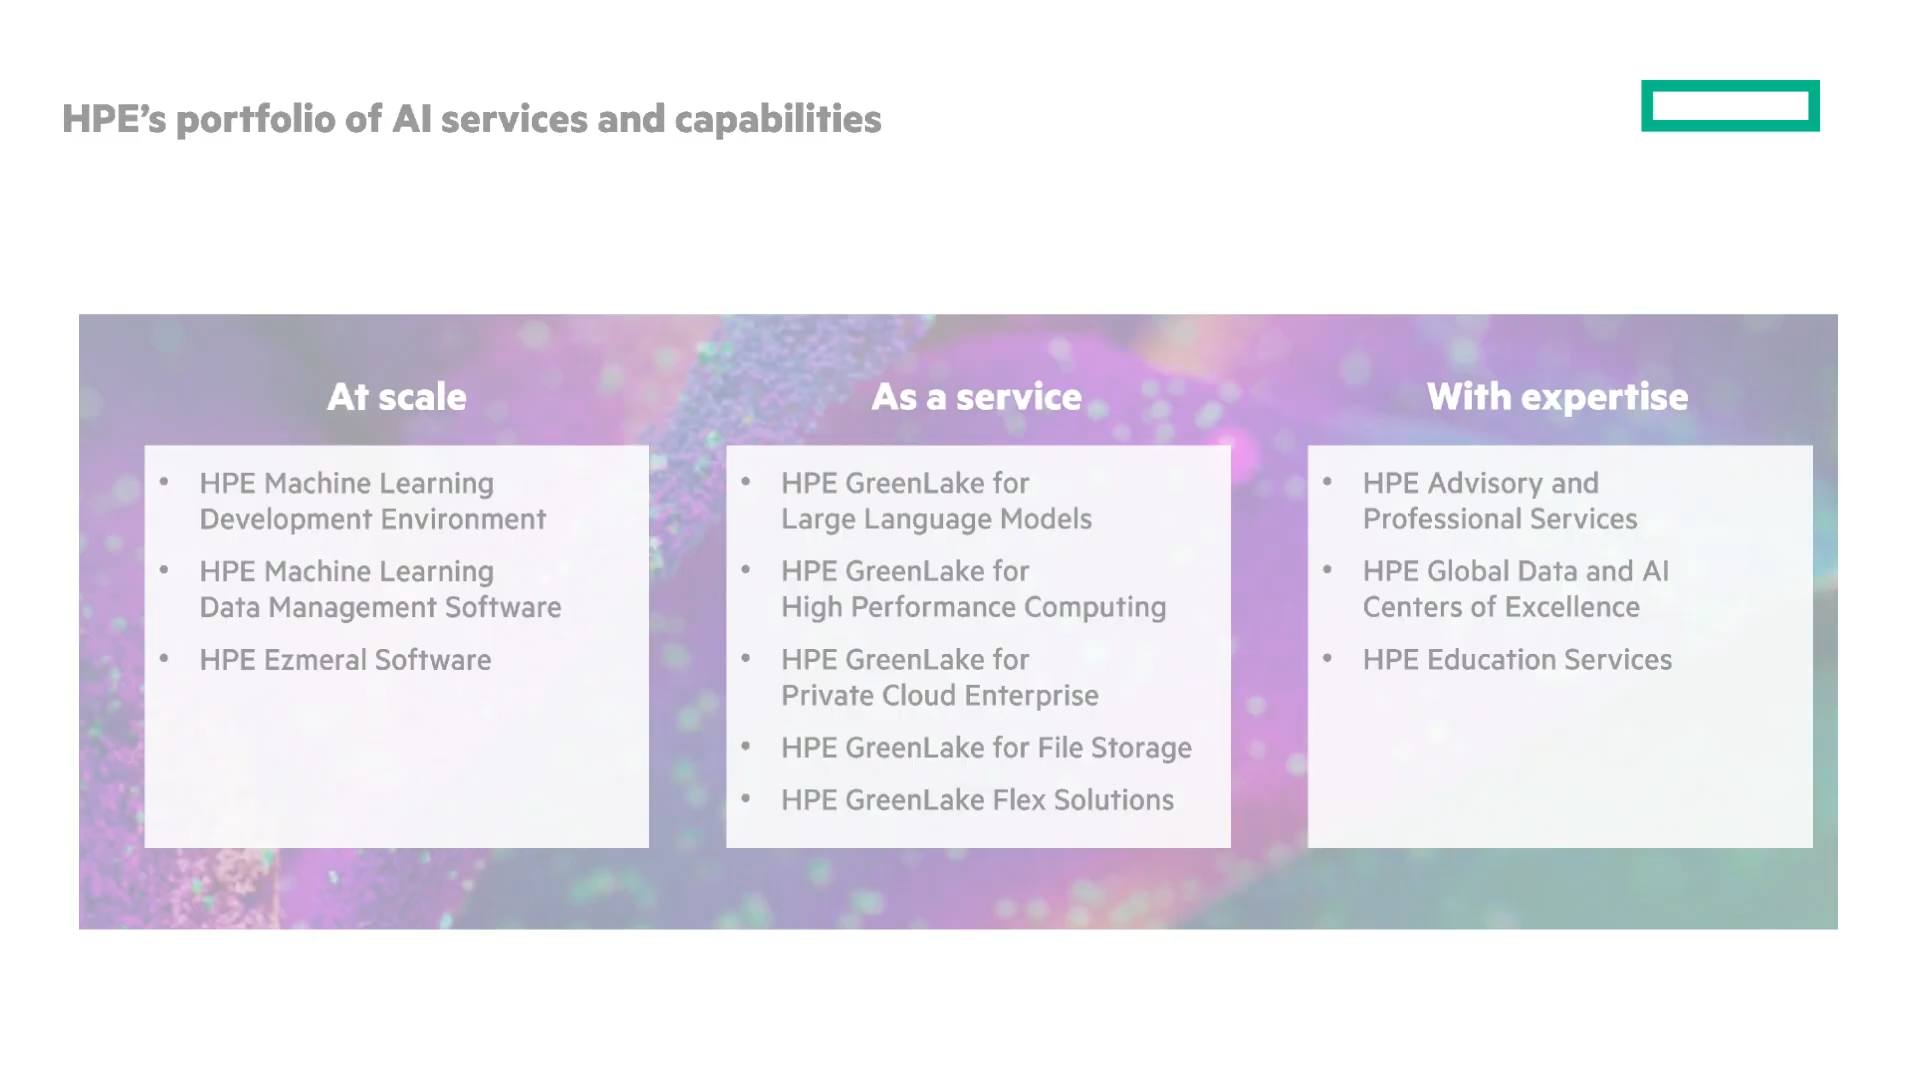 HPE’s portfolio of AI services and capabilities
At scale
• HPE Machine Learning
Development Environment
• HPE Machine Learning
Data Management Software
• HPE Ezmeral Software
As a service
• HPE GreenLake for
Large Language Models
• HPE GreenLake for
High Performance Computing
• HPE GreenLake for
Private Cloud Enterprise
• HPE GreenLake for File Storage
• HPE GreenLake Flex Solutions
With expertise
• HPE Advisory and
Professional Services
• HPE Global Data and AI
Centers of Excellence
• HPE Education Services